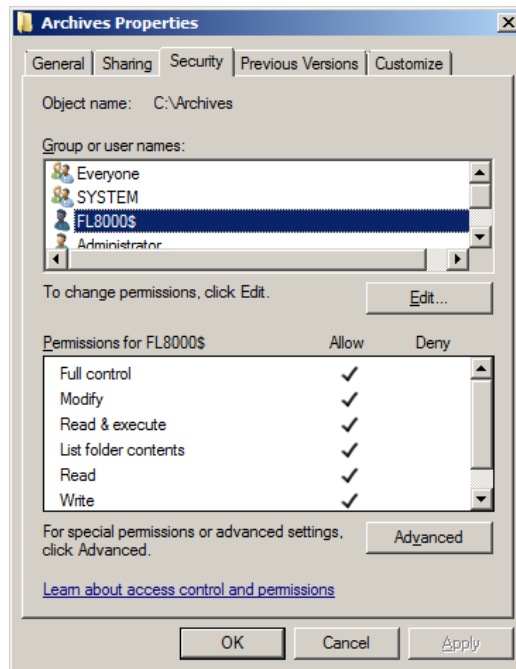 Archives Properties
General Sharing Security Previous Versions Customize
Object name: C:\Archives
Group or user names:
Everyone
SYSTEM
FL8000$
Administrator
To change permissions, click Edit.
Edit...
Permissions for FL8000$ Allow Deny
Full control
Modify
Read & execute
List folder contents
Read
Write
For special permissions or advanced settings,
click Advanced.
Advanced
Learn about access control and permissions
OK Cancel Apply